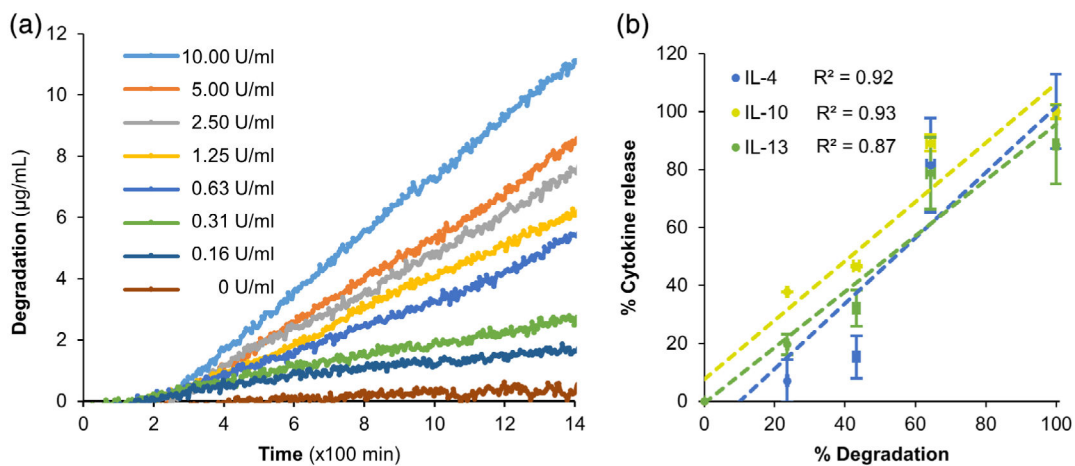 (a)
12
10
8
6
4
2
0
Degradation (µg/mL)
10.00 U/ml
5.00 U/ml
2.50 U/ml
1.25 U/ml
0.63 U/ml
0.31 U/ml
0.16 U/ml
0 U/ml
0 2 4 6 8 10 12 14
Time (x100 min)
(b)
120
100
80
60
40
20
0
% Cytokine release
IL-4 R² = 0.92
IL-10 R² = 0.93
IL-13 R² = 0.87
0 20 40 60 80 100
% Degradation